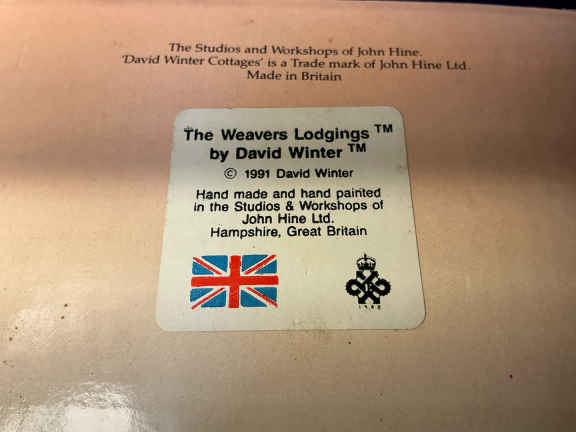 The Studios and Workshops of John Hine.
'David Winter Cottages' is a Trade mark of John Hine Ltd.
Made in Britain
The Weavers Lodgings ™
by David Winter ™
© 1991 David Winter
Hand made and hand painted
in the Studios & Workshops of
John Hine Ltd.
Hampshire, Great Britain